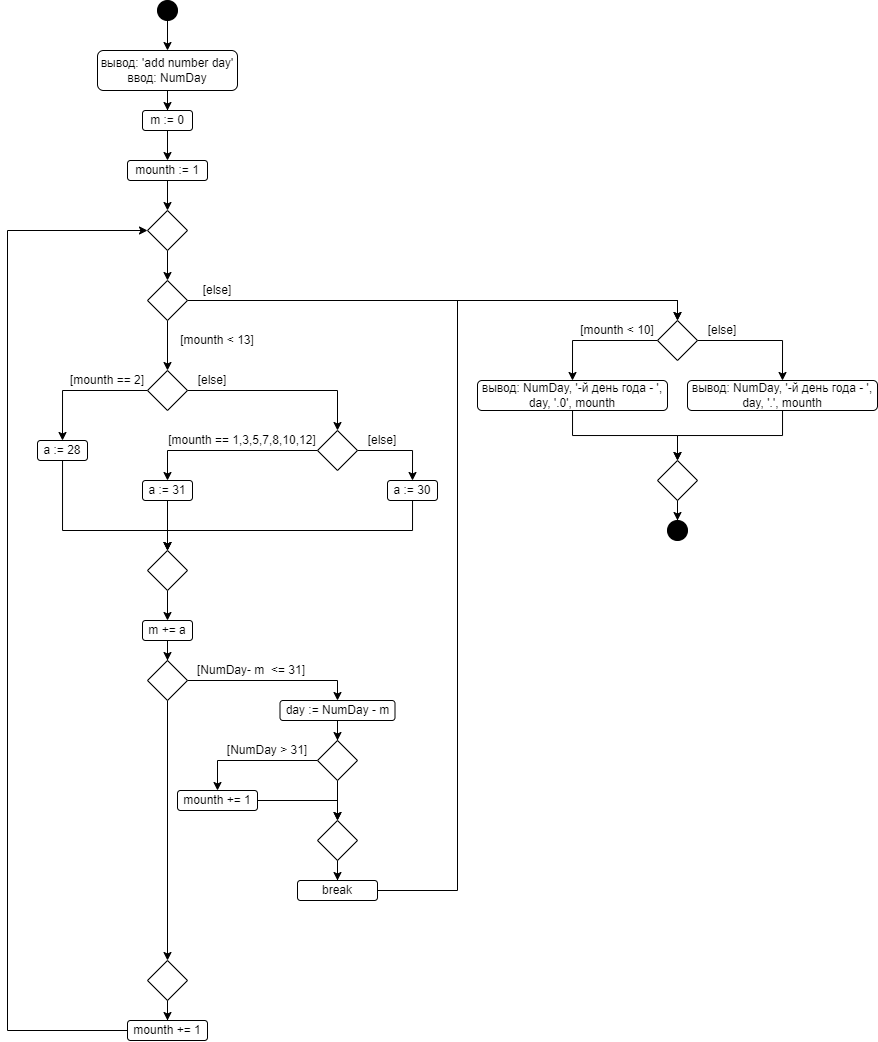 вывод: 'add number day'
ввод: NumDay
m := 0
mounth := 1
[else]
[mounth < 13]
[mounth < 10]
[else]
вывод: NumDay, '-й день года - ',
day, '.0', mounth
вывод: NumDay, '-й день года - ',
day, '.', mounth
[mounth == 2]
[else]
a := 28
[mounth == 1,3,5,7,8,10,12]
[else]
a := 31
a := 30
m += a
[NumDay- m  <= 31]
day := NumDay - m
[NumDay > 31]
mounth += 1
break
mounth += 1